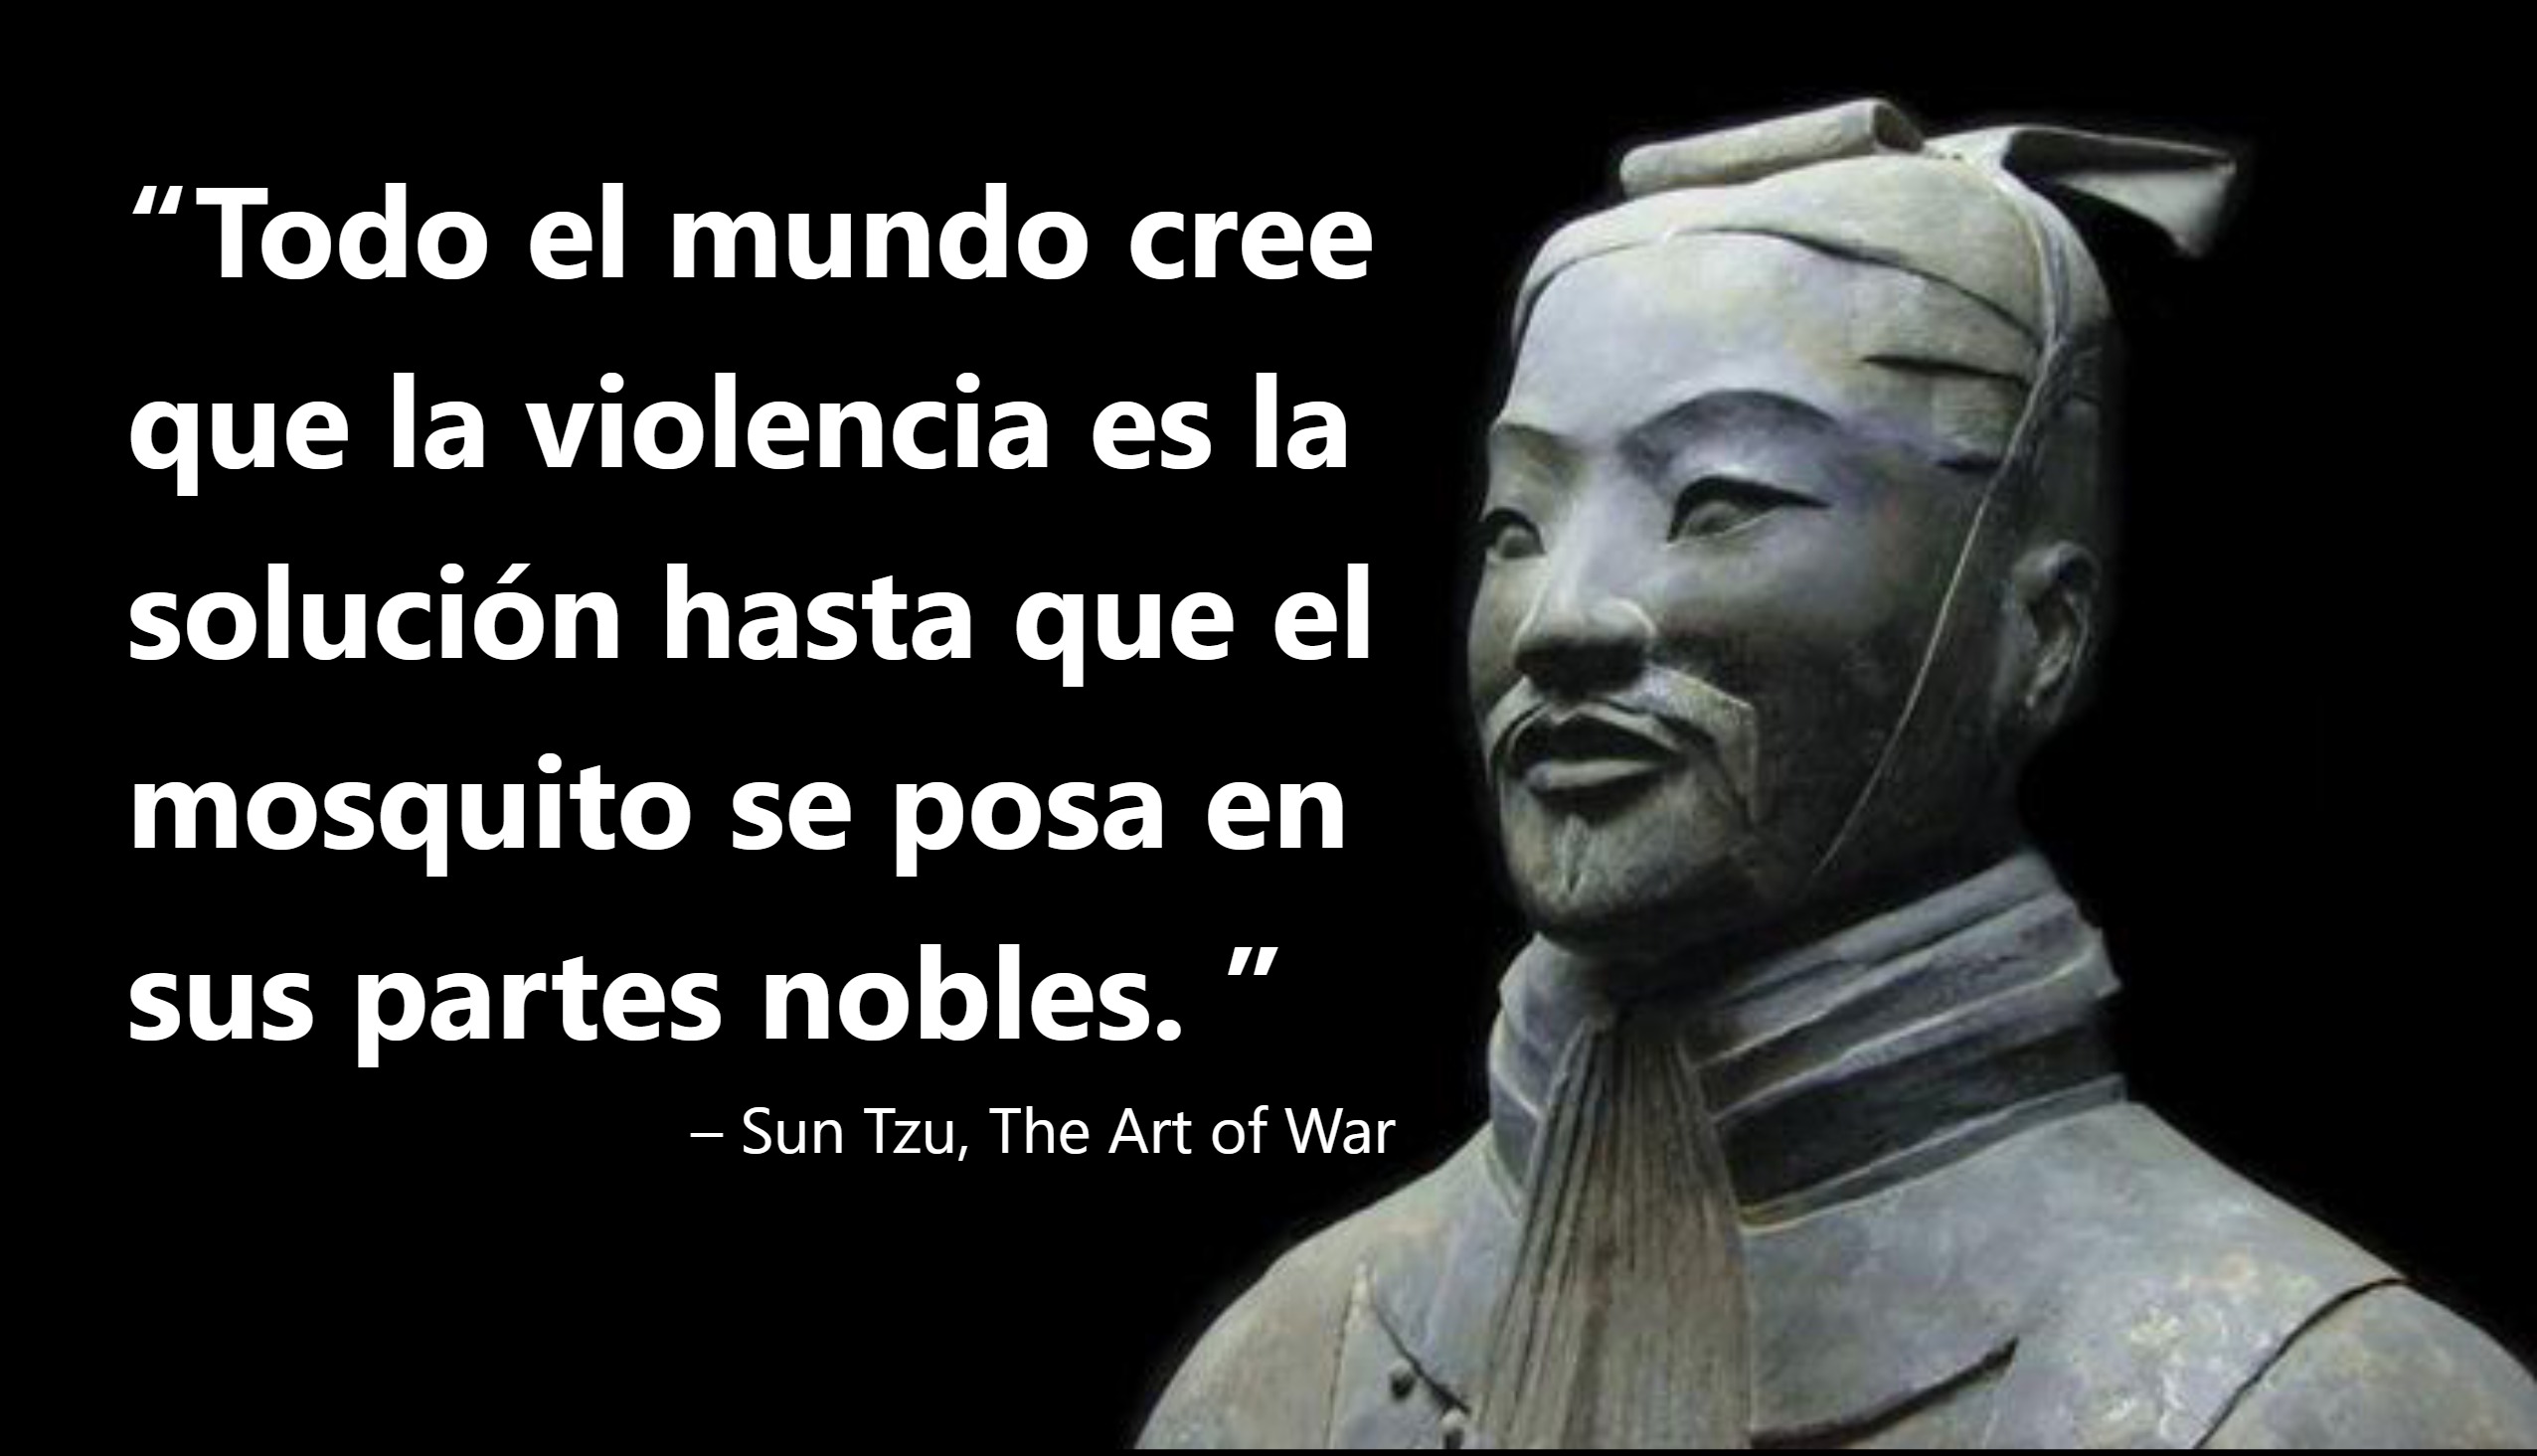 “Todo el mundo cree
que la violencia es la
solución hasta que el
mosquito se posa en
sus partes nobles. ”
– Sun Tzu, The Art of War